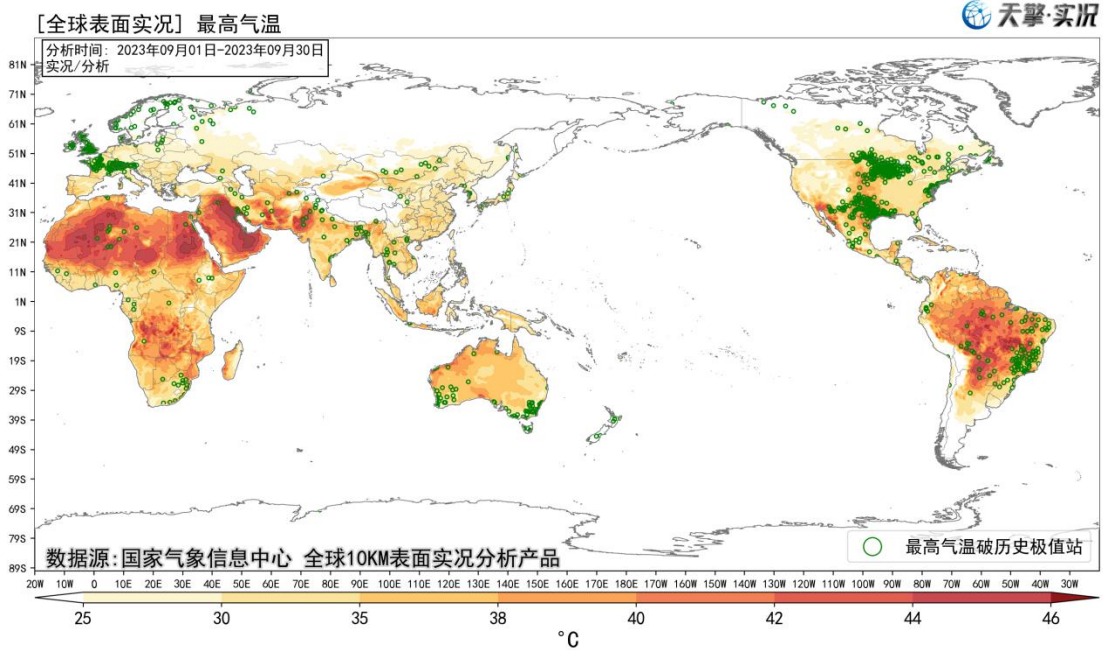 天擎·实况
[全球表面实况] 最高气温
分析时间: 2023年09月01日-2023年09月30日
实况/分析
81N
71N
61N
51N
41N
31N
21N
11N
1N
9S
19S
29S
39S
49S
59S
69S
79S
89S
数据源:国家气象信息中心 全球10KM表面实况分析产品
最高气温破历史极值站
20W 10W 0 10E 20E 30E 40E 50E 60E 70E 80E 90E 100E 110E 120E 130E 140E 150E 160E 170E 180 170W 160W 150W 140W 130W 120W 110W 100W 90W 80W 70W 60W 50W 40W 30W
25 30 35 38 40 42 44 46
°C